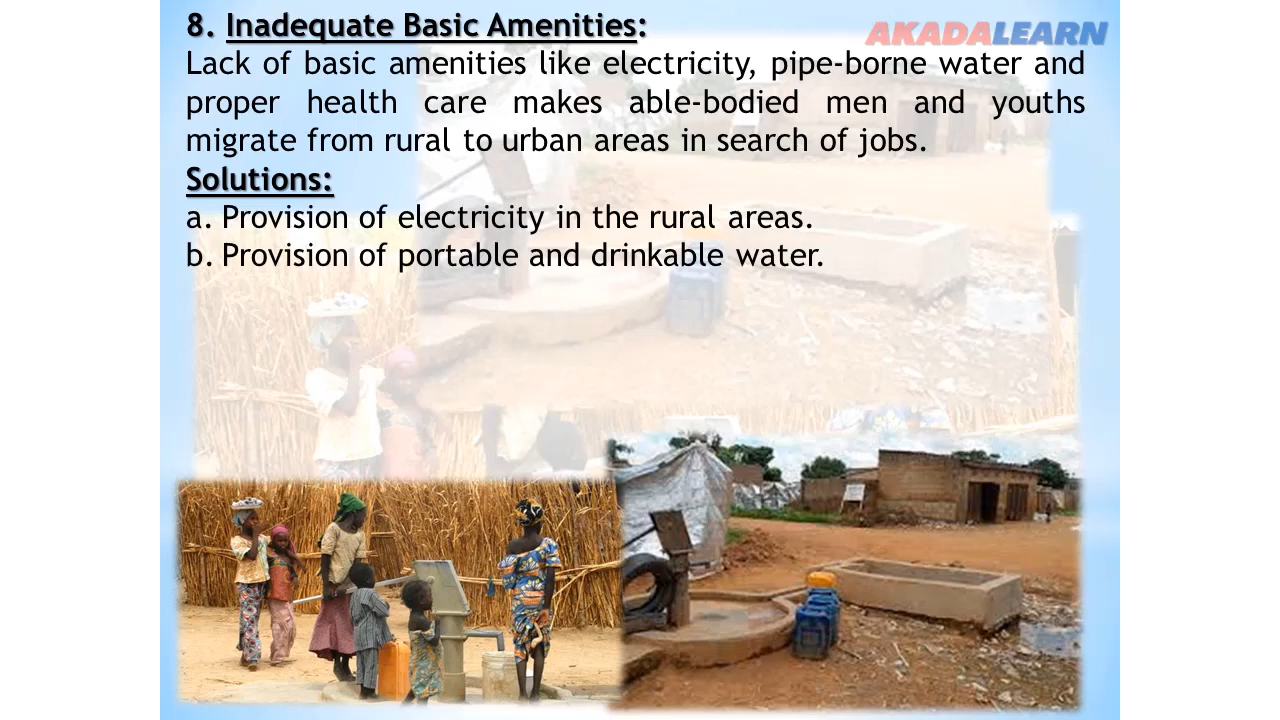 8. Inadequate Basic Amenities:
AKADALEARN
Lack of basic amenities like electricity, pipe-borne water and
proper health care makes able-bodied men and youths
migrate from rural to urban areas in search of jobs.
Solutions:
a. Provision of electricity in the rural areas.
b. Provision of portable and drinkable water.